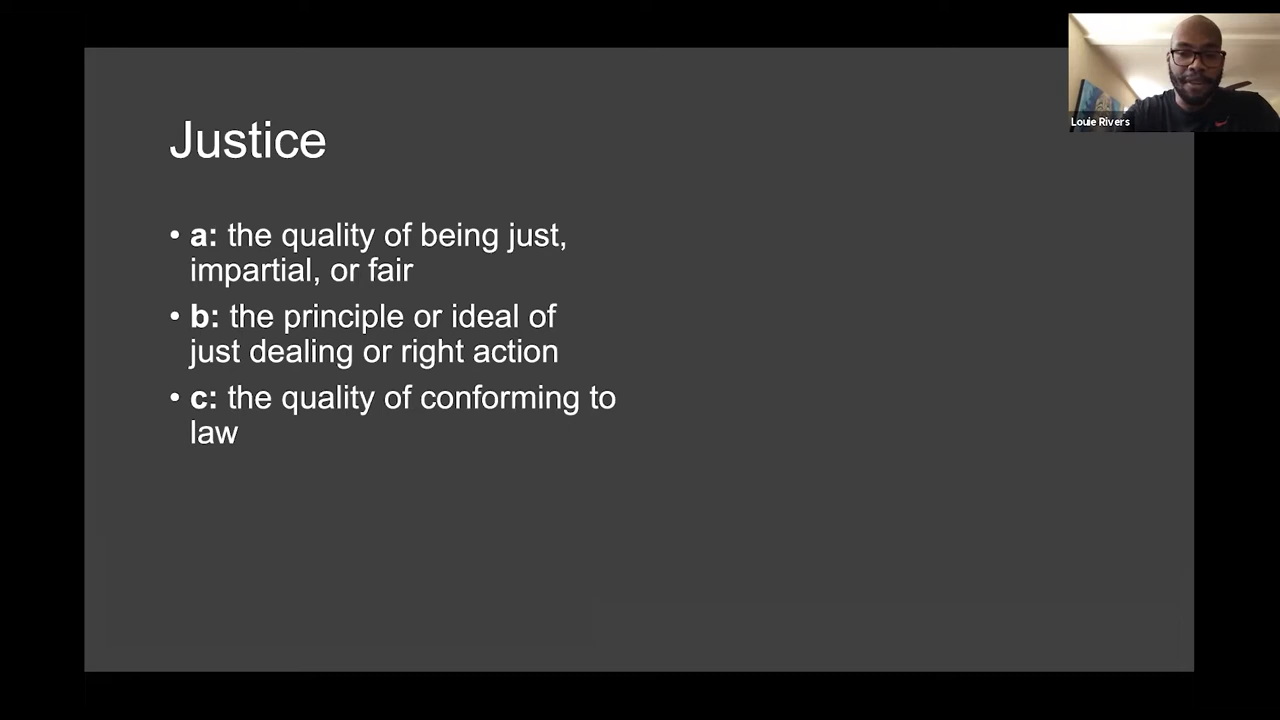 Justice
• a: the quality of being just,
impartial, or fair
• b: the principle or ideal of
just dealing or right action
• c: the quality of conforming to
law
Louie Rivers